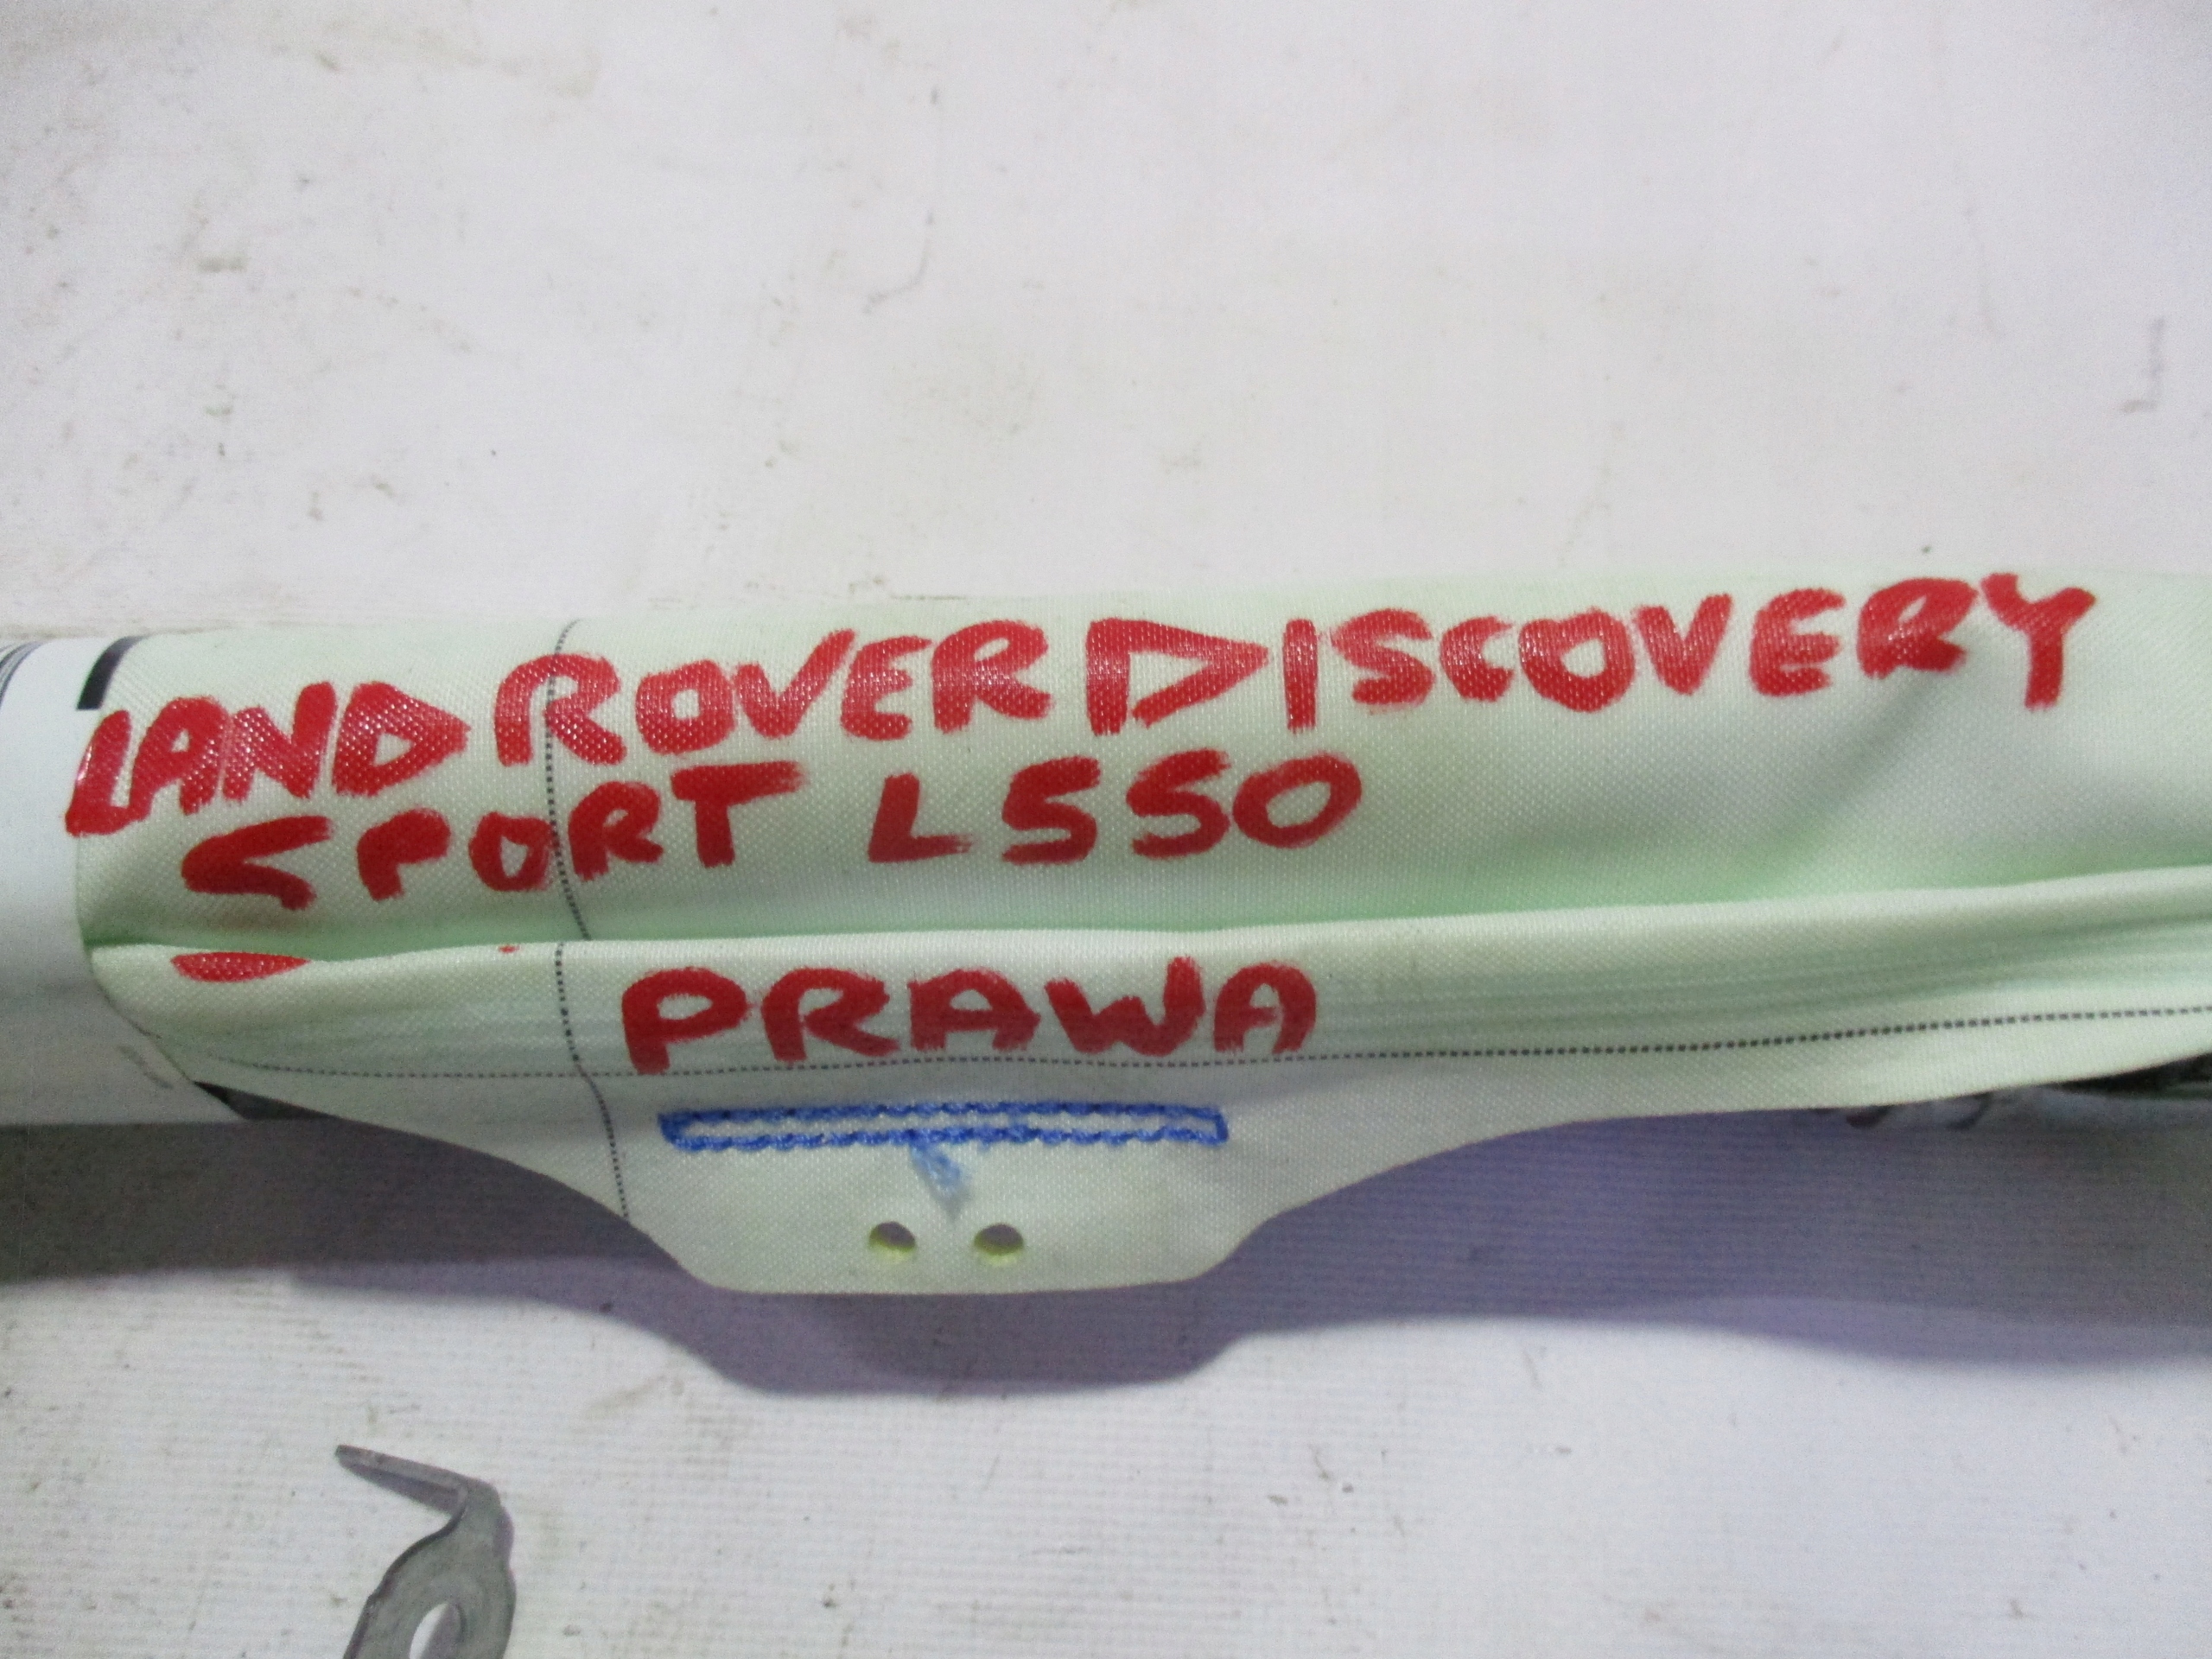 LAND ROVER DISCOVERY
SPORT L550
PRAWA